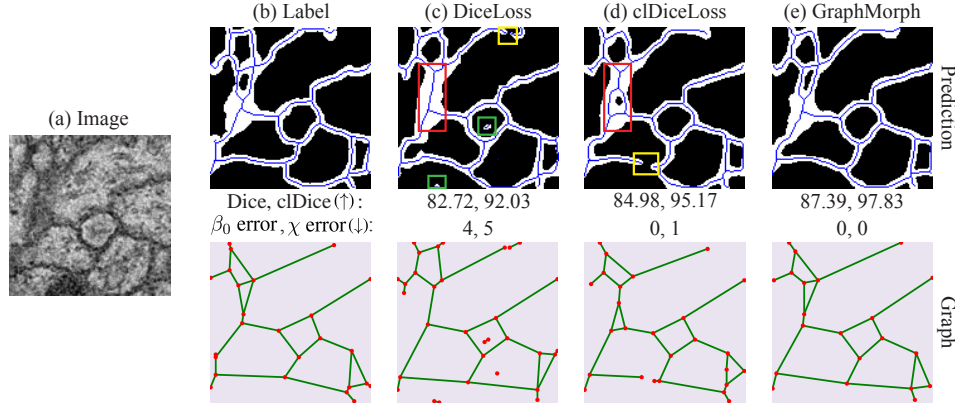 (b) Label
(c) DiceLoss
(d) clDiceLoss
(e) GraphMorph
(a) Image
Prediction
Dice, clDice(↑):
82.72, 92.03
84.98, 95.17
87.39, 97.83
β₀ error, χ error(↓):
4, 5
0, 1
0, 0
Graph